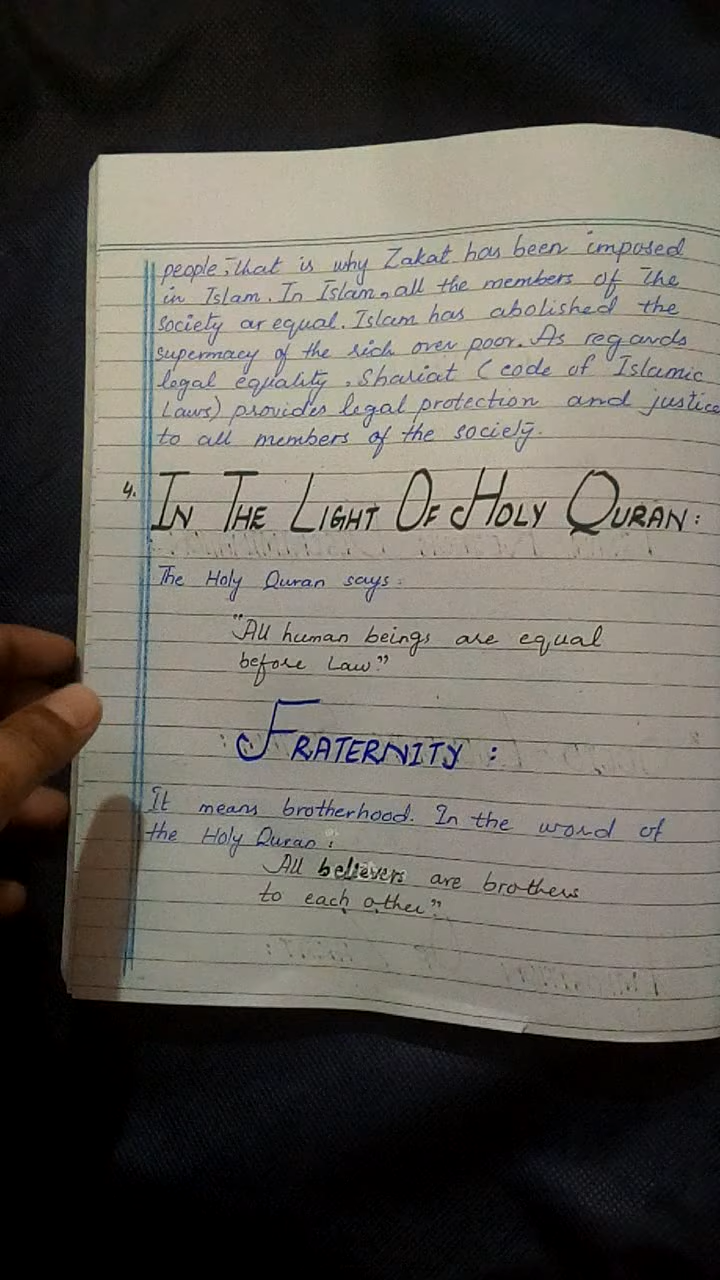 people, that is why Zakat has been imposed
in Islam. In Islam, all the members of The
society ar equal. Islam has abolished the
supermacy of the rich over poor. As regards
legal equality, Shariat (code of Islamic
Laws) provides legal protection and justice
to all members of the society.
4. IN THE LIGHT OF HOLY QURAN:
The Holy Quran says:
"All human beings are equal
before Law."
FRATERNITY:
It means brotherhood. In the word of
the Holy Quran:
All believers are brothers
to each other"